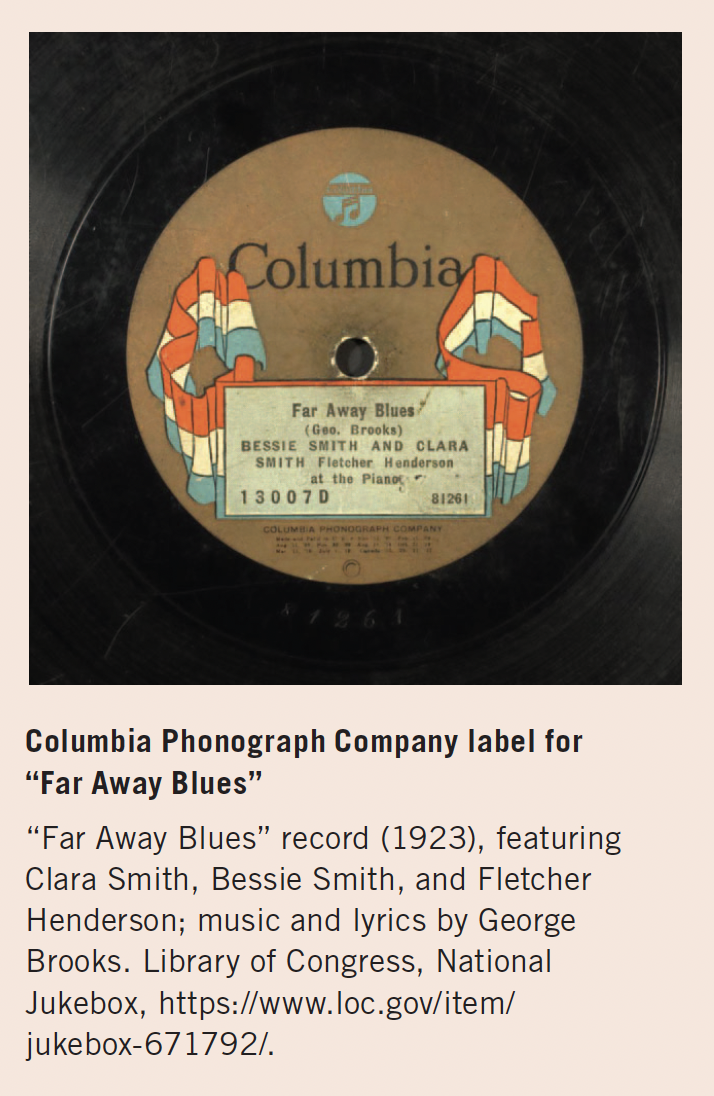 Columbia
Far Away Blues
(Geo. Brooks)
BESSIE SMITH AND CLARA
SMITH Fletcher Henderson
at the Piano
13007D 81261
COLUMBIA PHONOGRAPH COMPANY
81261
Columbia Phonograph Company label for
“Far Away Blues”
“Far Away Blues” record (1923), featuring
Clara Smith, Bessie Smith, and Fletcher
Henderson; music and lyrics by George
Brooks. Library of Congress, National
Jukebox, https://www.loc.gov/item/
jukebox-671792/.